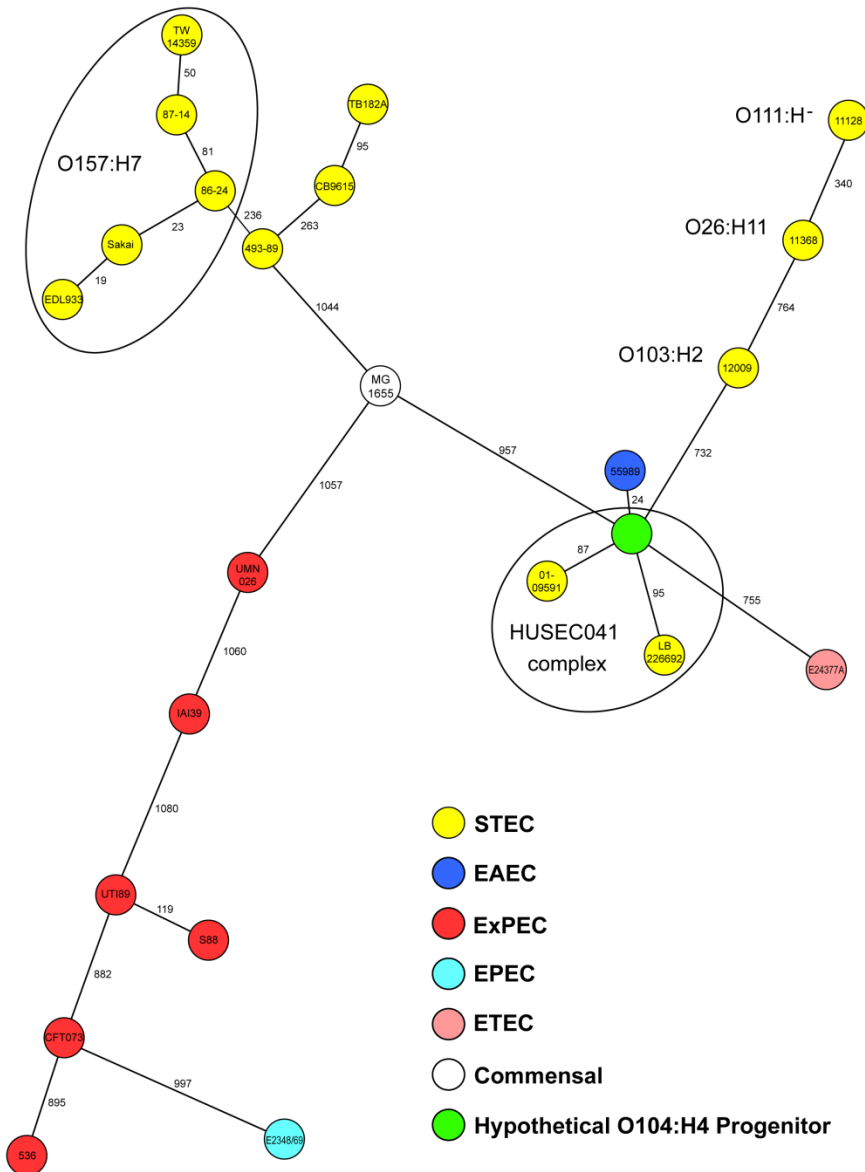 TW
14359
50
87-14
TB182A
O111:H-
11128
81
95
O157:H7
340
86-24
CB9615
236
263
23
O26:H11
11368
Sakai
493-89
19
EDL933
1044
764
O103:H2
12009
MG
1655
957
732
55989
1057
24
87
UMN
026
01-
09591
95
755
HUSEC041
complex
LB
226692
E24377A
1060
IAI39
1080
STEC
EAEC
UTI89
119
ExPEC
S88
882
EPEC
ETEC
CFT073
997
Commensal
895
Hypothetical O104:H4 Progenitor
E2348/69
536